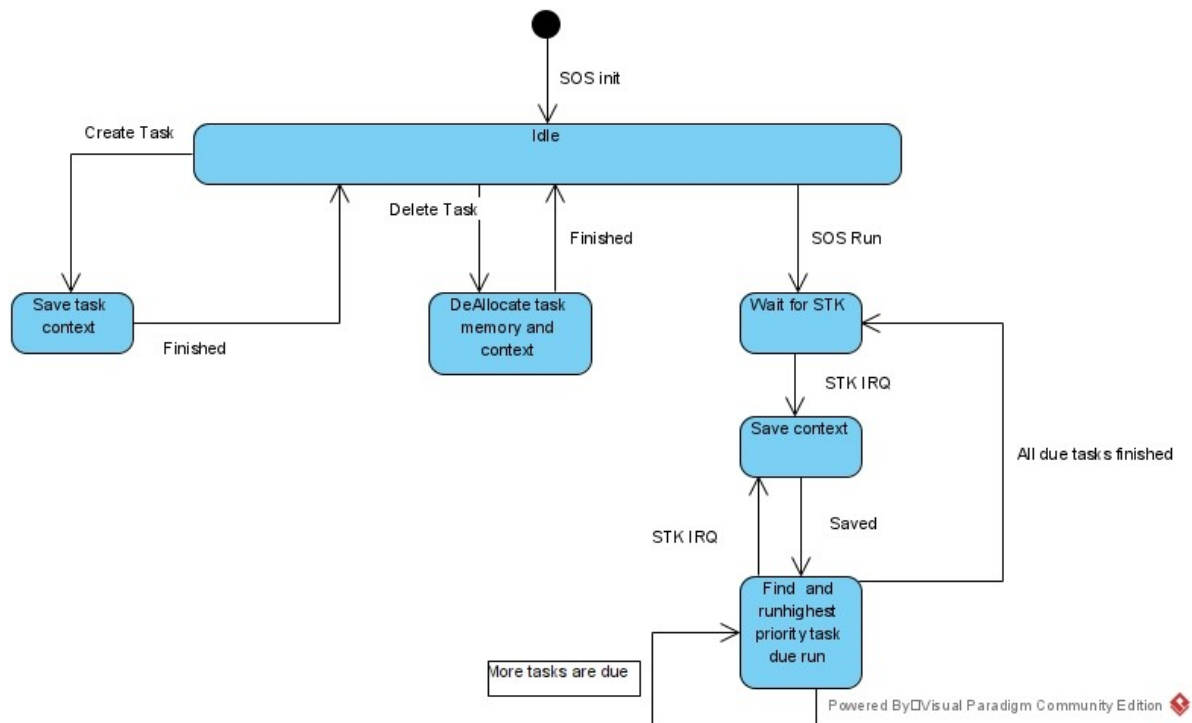 SOS init
Idle
Create Task
Delete Task
Finished
SOS Run
Save task
context
Finished
DeAllocate task
memory and
context
Wait for STK
STK IRQ
Save context
All due tasks finished
Saved
STK IRQ
Find and
runhighest
priority task
due run
More tasks are due
Powered By□Visual Paradigm Community Edition